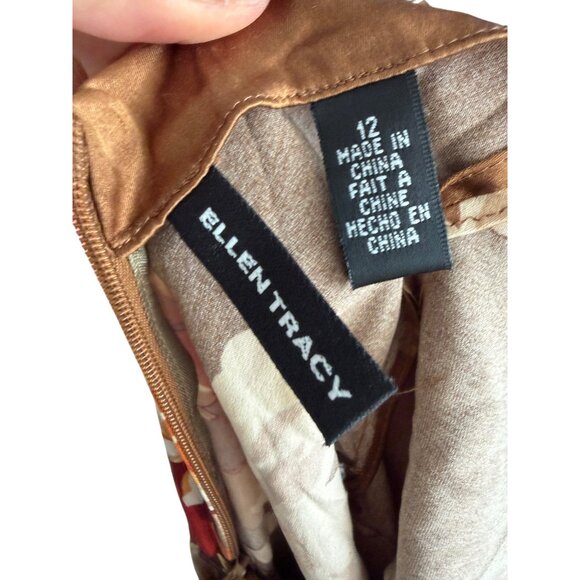 12
MADE IN
CHINA
FAIT A
CHINE
HECHO EN
CHINA
ELLEN TRACY